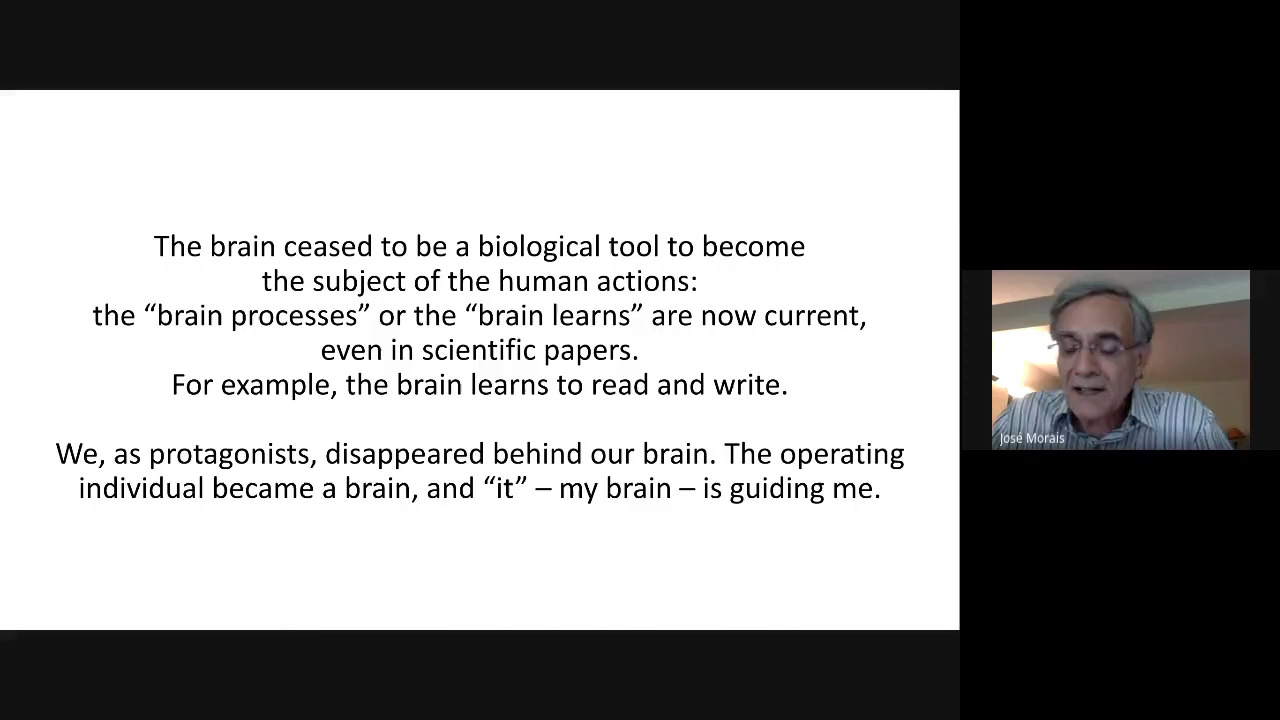 The brain ceased to be a biological tool to become
the subject of the human actions:
the “brain processes” or the “brain learns” are now current,
even in scientific papers.
For example, the brain learns to read and write.
We, as protagonists, disappeared behind our brain. The operating
individual became a brain, and “it” – my brain – is guiding me.
José Morais